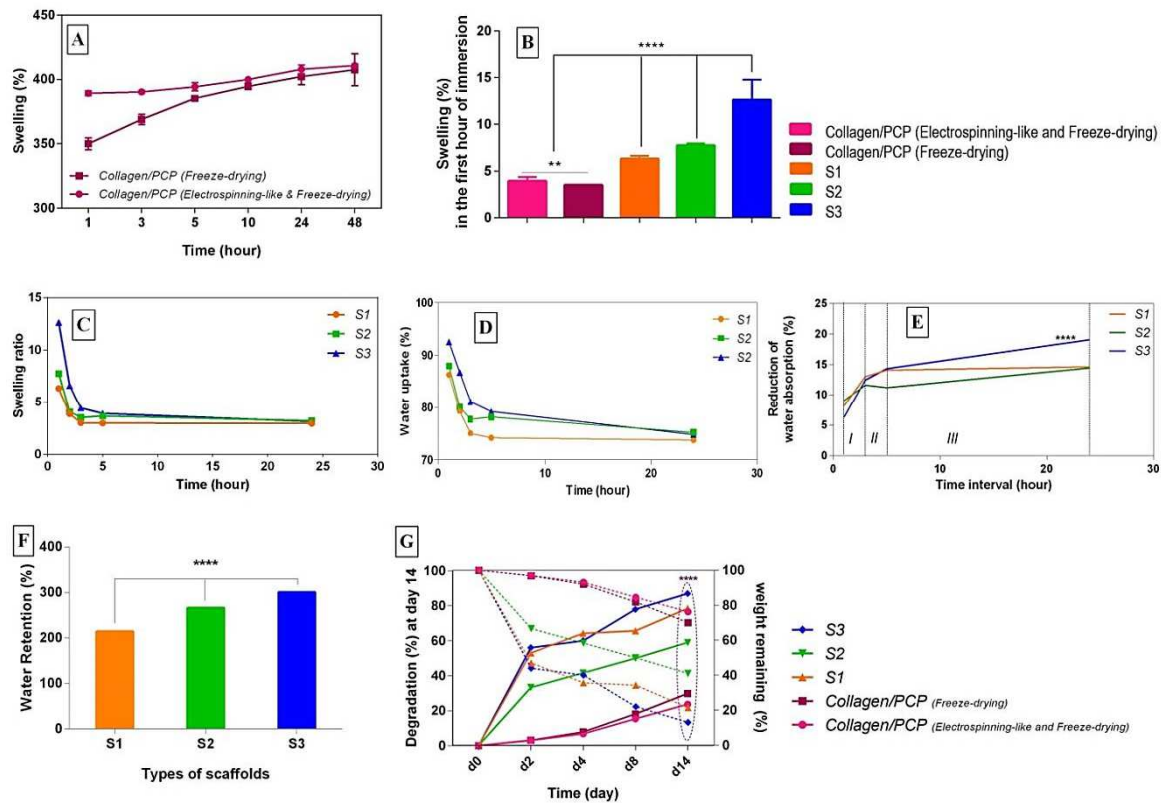 A
Swelling (%)
450
400
350
300
Collagen/PCP (Freeze-drying)
Collagen/PCP (Electrospinning-like & Freeze-drying)
1 3 5 10 24 48
Time (hour)
B
Swelling (%)
in the first hour of immersion
20
15
10
5
0
**
****
Collagen/PCP (Electrospinning-like and Freeze-drying)
Collagen/PCP (Freeze-drying)
S1
S2
S3
C
Swelling ratio
15
10
5
0
S1
S2
S3
0 5 10 15 20 25 30
Time (hour)
D
Water uptake (%)
100
90
80
70
S1
S2
S2
0 10 20 30
Time (hour)
E
Reduction of
water absorption (%)
25
20
15
10
5
0
****
S1
S2
S3
I II III
0 10 20 30
Time interval (hour)
F
Water Retention (%)
400
300
200
100
0
****
S1 S2 S3
Types of scaffolds
G
Degradation (%) at day 14
100
80
60
40
20
0
****
100
80
60
40
20
0
weight remaining (%)
d0 d2 d4 d8 d14
Time (day)
S3
S2
S1
Collagen/PCP (Freeze-drying)
Collagen/PCP (Electrospinning-like and Freeze-drying)